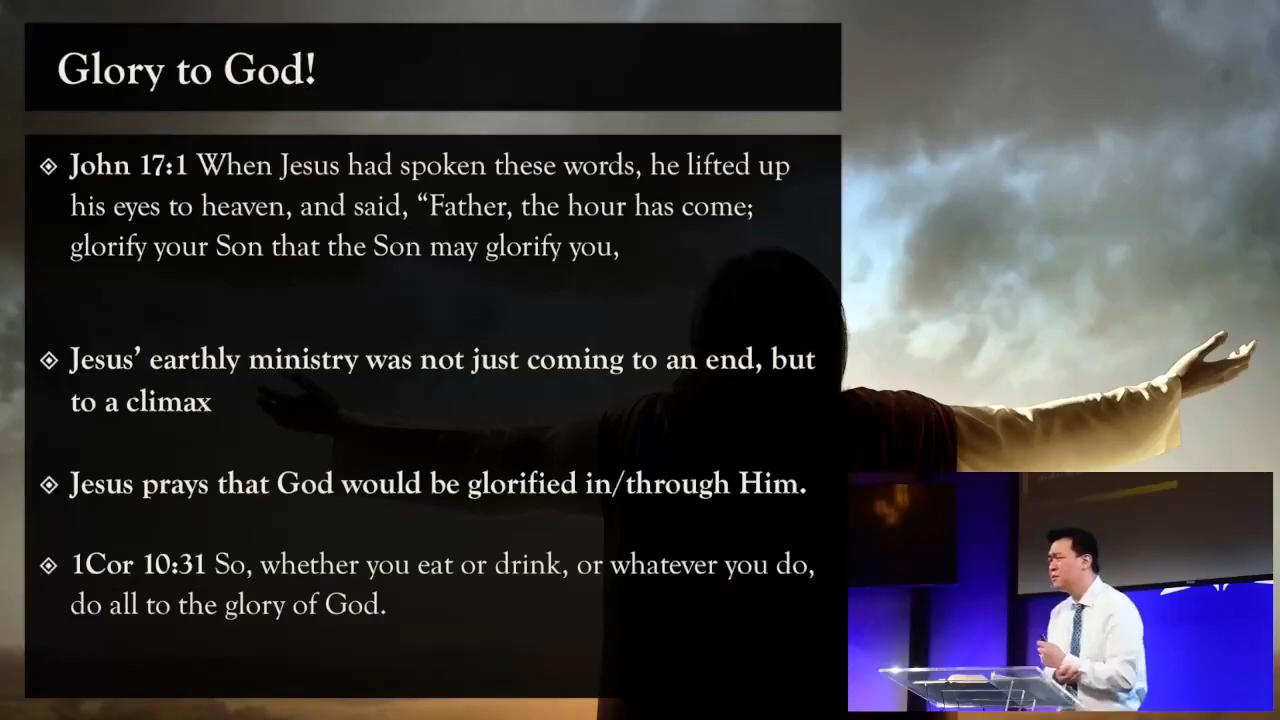 Glory to God!
John 17:1 When Jesus had spoken these words, he lifted up
his eyes to heaven, and said, “Father, the hour has come;
glorify your Son that the Son may glorify you,
Jesus’ earthly ministry was not just coming to an end, but
to a climax
Jesus prays that God would be glorified in/through Him.
1Cor 10:31 So, whether you eat or drink, or whatever you do,
do all to the glory of God.